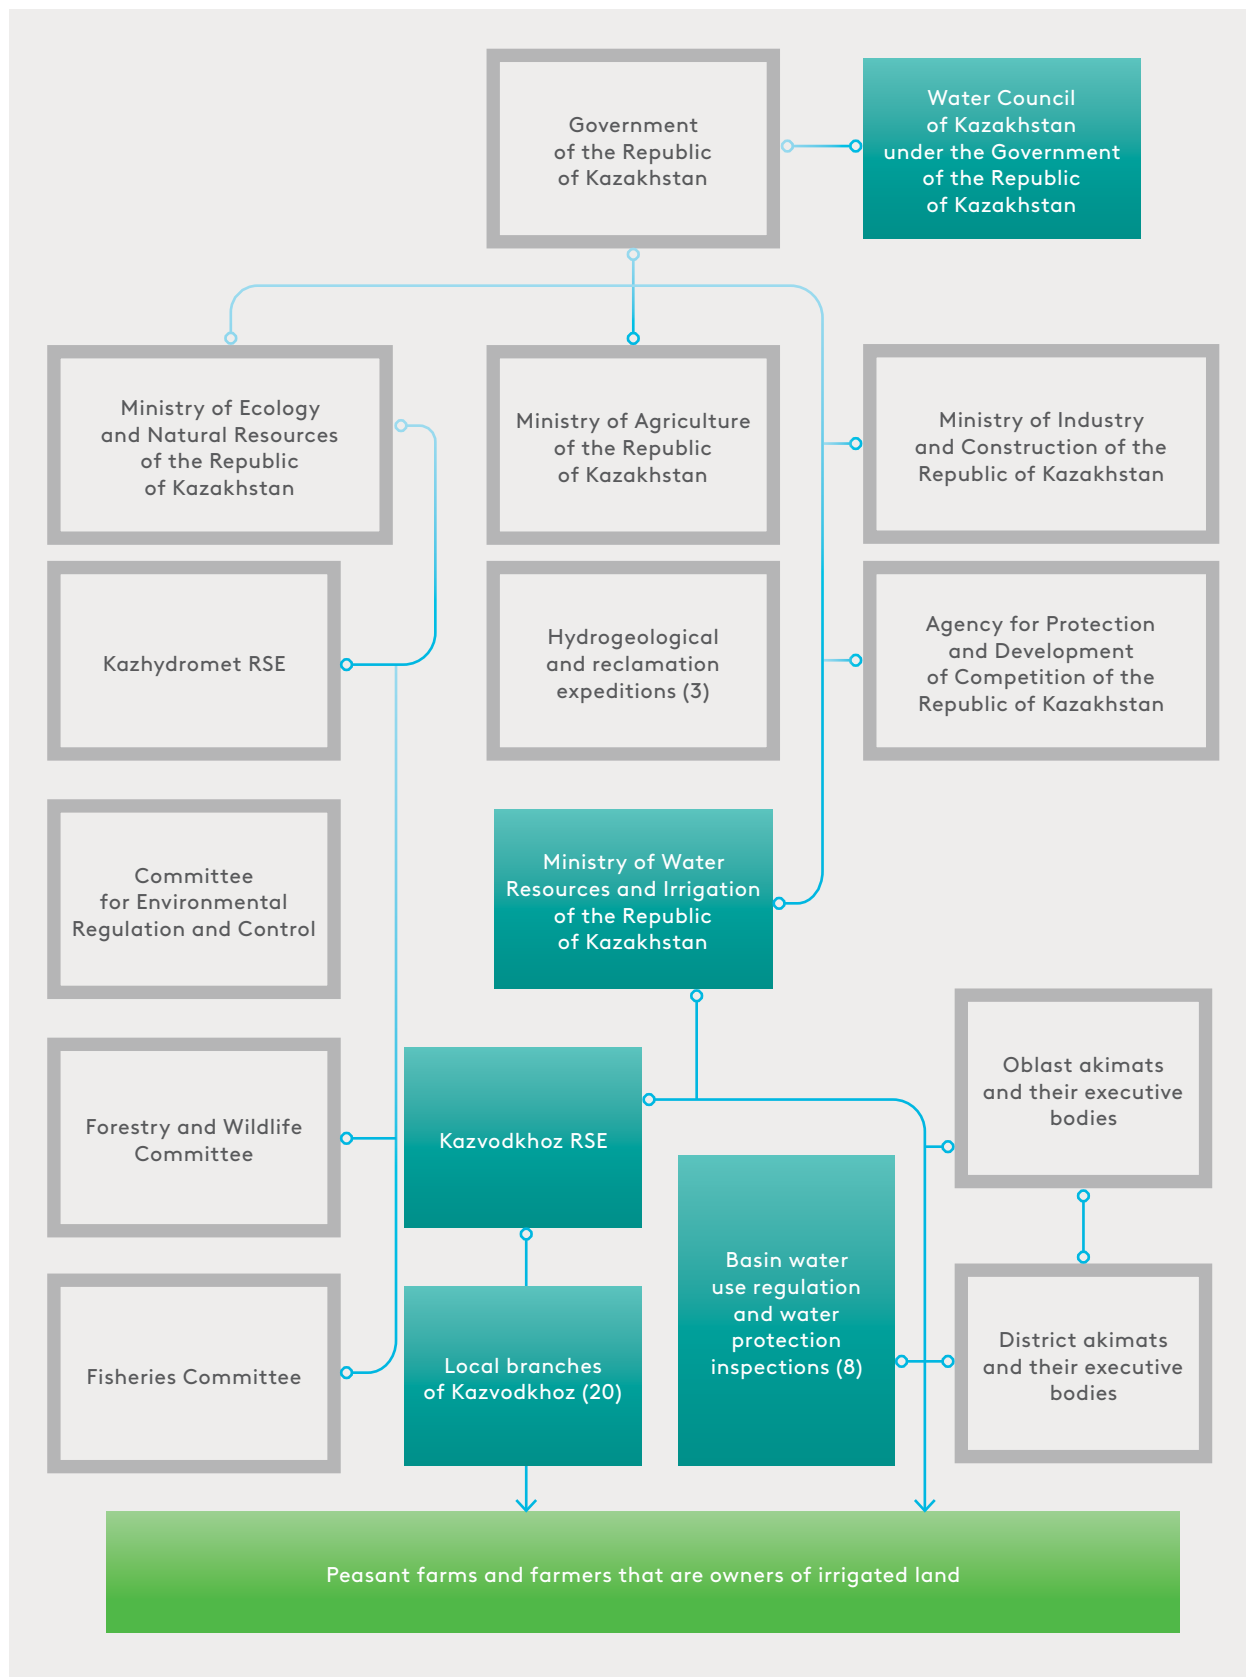 Government
of the Republic
of Kazakhstan
Water Council
of Kazakhstan
under the Government
of the Republic
of Kazakhstan
Ministry of Ecology
and Natural Resources
of the Republic
of Kazakhstan
Ministry of Agriculture
of the Republic
of Kazakhstan
Ministry of Industry
and Construction of the
Republic of Kazakhstan
Kazhydromet RSE
Hydrogeological
and reclamation
expeditions (3)
Agency for Protection
and Development
of Competition of the
Republic of Kazakhstan
Committee
for Environmental
Regulation and Control
Ministry of Water
Resources and Irrigation
of the Republic
of Kazakhstan
Forestry and Wildlife
Committee
Kazvodkhoz RSE
Oblast akimats
and their executive
bodies
Fisheries Committee
Local branches
of Kazvodkhoz (20)
Basin water
use regulation
and water
protection
inspections (8)
District akimats
and their executive
bodies
Peasant farms and farmers that are owners of irrigated land